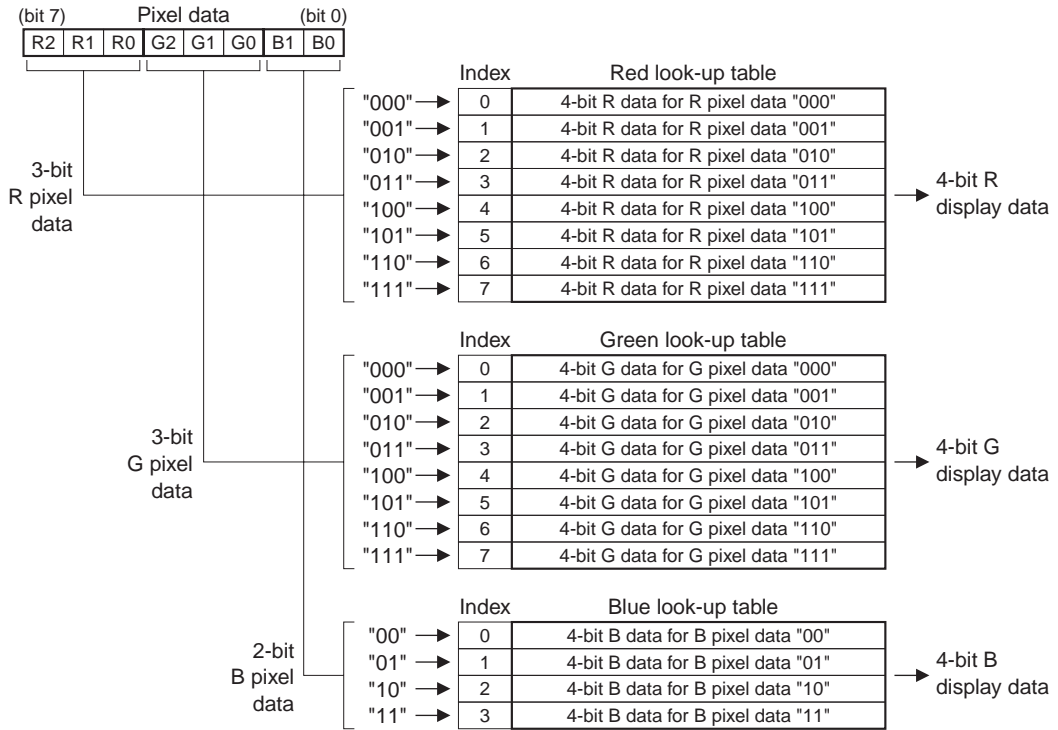 (bit 7) Pixel data (bit 0)
R2 R1 R0 G2 G1 G0 B1 B0
3-bit
R pixel
data
Index Red look-up table
"000" 0 4-bit R data for R pixel data "000"
"001" 1 4-bit R data for R pixel data "001"
"010" 2 4-bit R data for R pixel data "010"
"011" 3 4-bit R data for R pixel data "011"
"100" 4 4-bit R data for R pixel data "100"
"101" 5 4-bit R data for R pixel data "101"
"110" 6 4-bit R data for R pixel data "110"
"111" 7 4-bit R data for R pixel data "111"
4-bit R
display data
3-bit
G pixel
data
Index Green look-up table
"000" 0 4-bit G data for G pixel data "000"
"001" 1 4-bit G data for G pixel data "001"
"010" 2 4-bit G data for G pixel data "010"
"011" 3 4-bit G data for G pixel data "011"
"100" 4 4-bit G data for G pixel data "100"
"101" 5 4-bit G data for G pixel data "101"
"110" 6 4-bit G data for G pixel data "110"
"111" 7 4-bit G data for G pixel data "111"
4-bit G
display data
2-bit
B pixel
data
Index Blue look-up table
"00" 0 4-bit B data for B pixel data "00"
"01" 1 4-bit B data for B pixel data "01"
"10" 2 4-bit B data for B pixel data "10"
"11" 3 4-bit B data for B pixel data "11"
4-bit B
display data